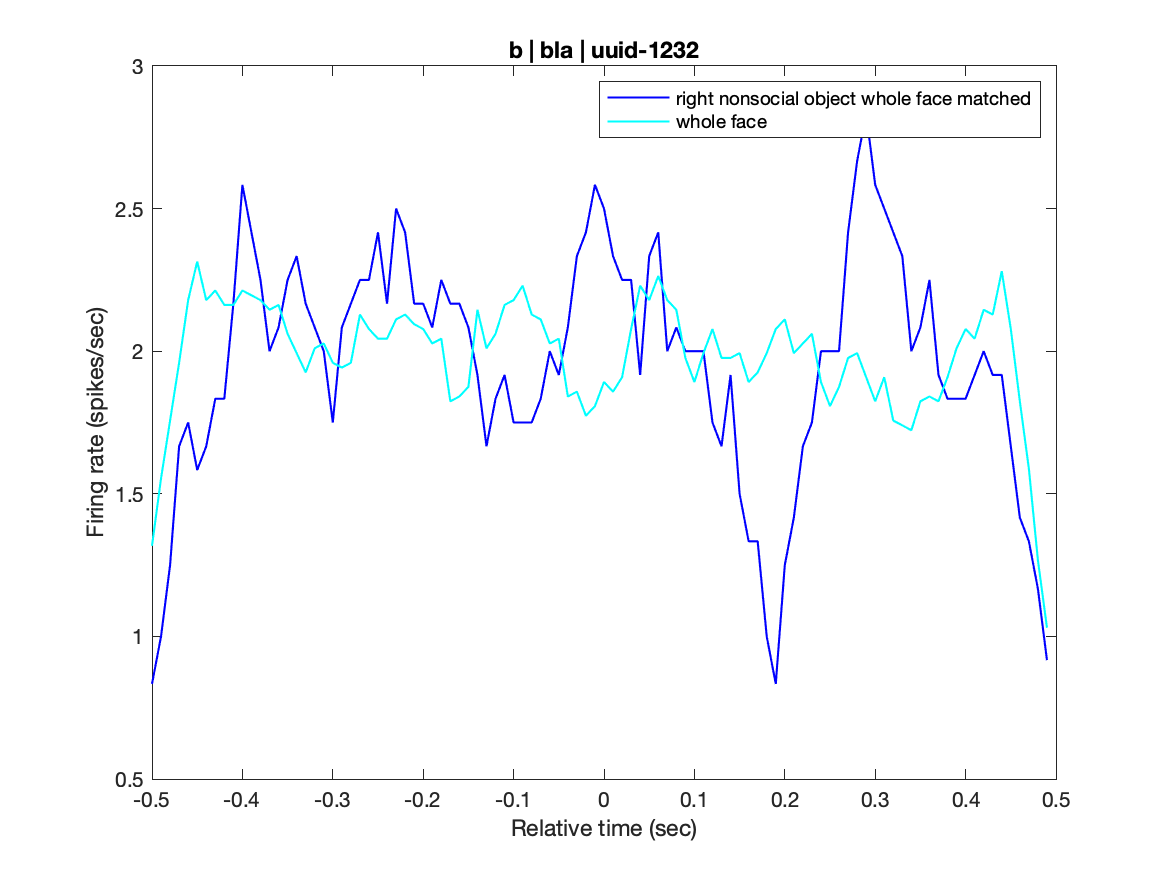 b | bla | uuid-1232
3
right nonsocial object whole face matched
whole face
2.5
2
1.5
1
0.5
Firing rate (spikes/sec)
-0.5 -0.4 -0.3 -0.2 -0.1 0 0.1 0.2 0.3 0.4 0.5
Relative time (sec)